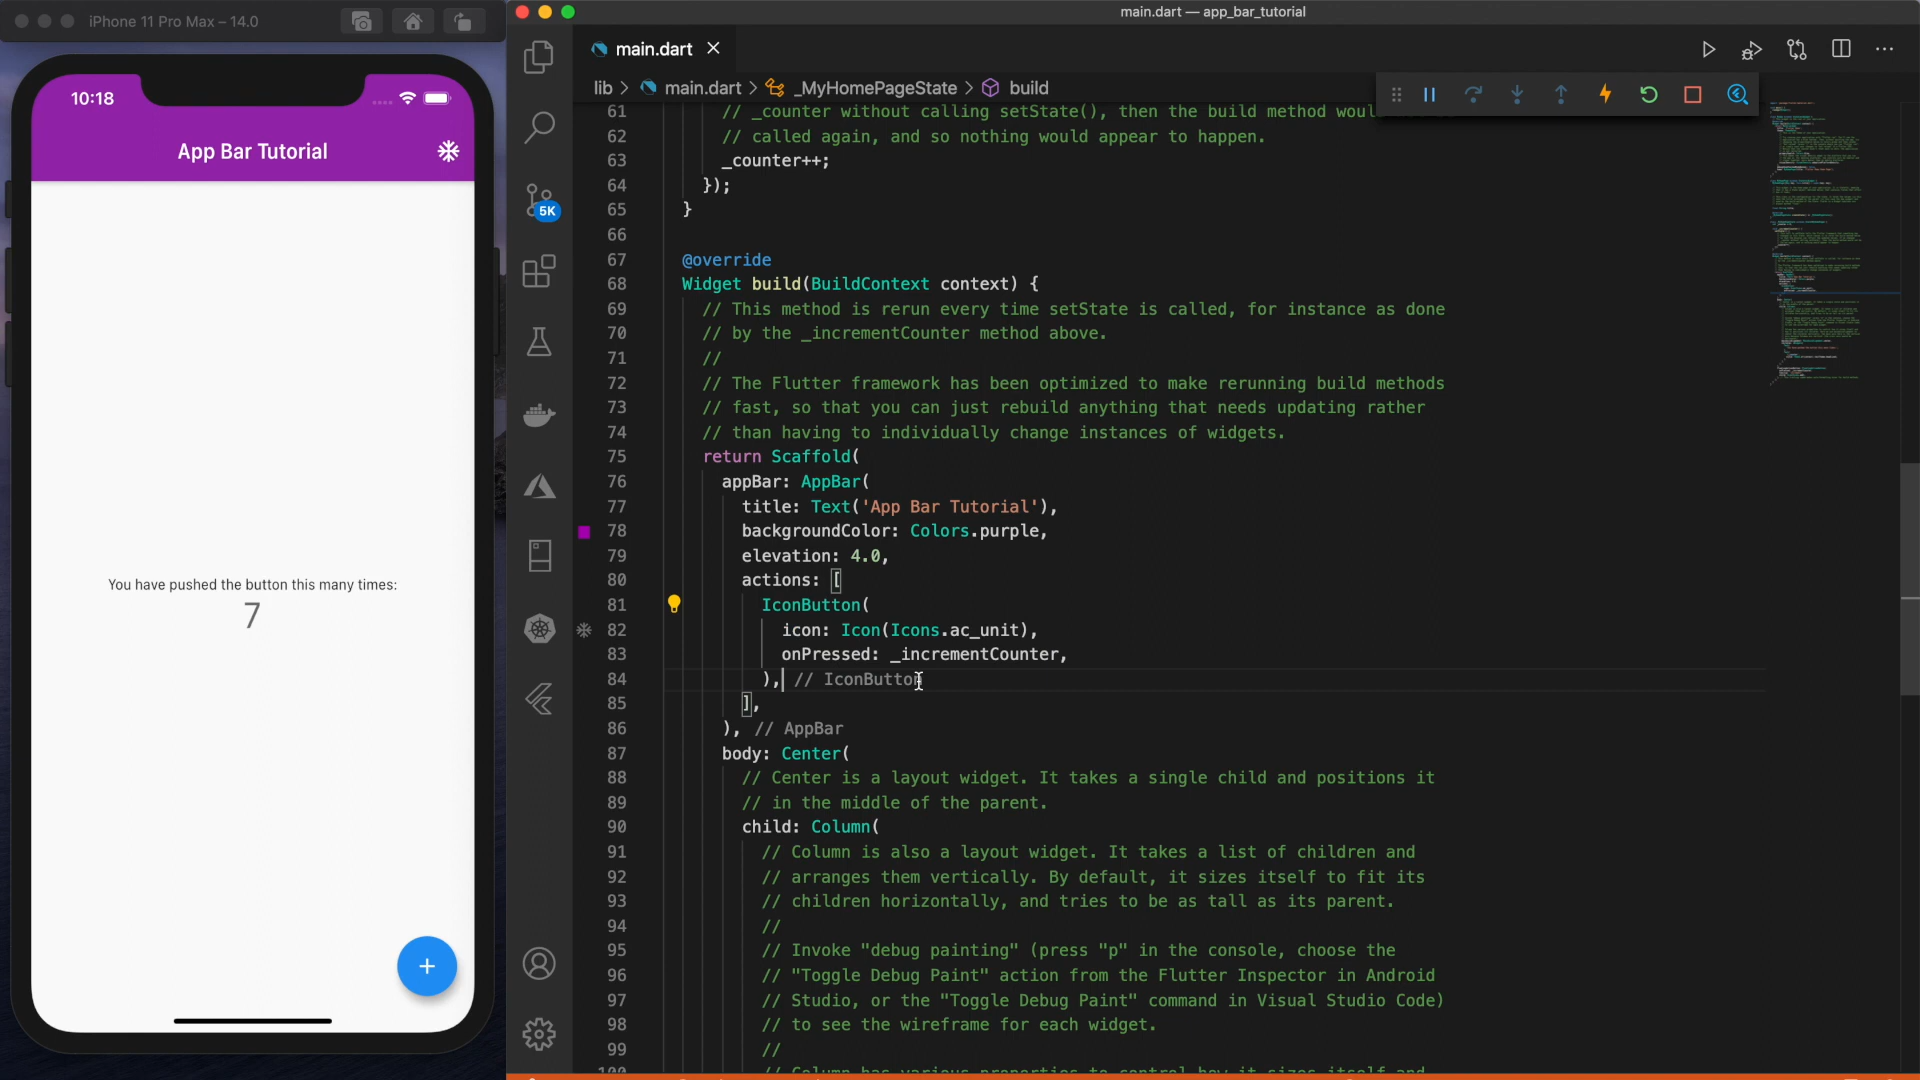 iPhone 11 Pro Max – 14.0
10:18
App Bar Tutorial
You have pushed the button this many times:
7
+
main.dart — app_bar_tutorial
main.dart
lib > main.dart > _MyHomePageState > build
5K
61 // _counter without calling setState(), then the build method
62 // called again, and so nothing would appear to happen.
63 _counter++;
64 });
65 }
66
67 @override
68 Widget build(BuildContext context) {
69 // This method is rerun every time setState is called, for instance as done
70 // by the _incrementCounter method above.
71 //
72 // The Flutter framework has been optimized to make rerunning build methods
73 // fast, so that you can just rebuild anything that needs updating rather
74 // than having to individually change instances of widgets.
75 return Scaffold(
76 appBar: AppBar(
77 title: Text('App Bar Tutorial'),
78 backgroundColor: Colors.purple,
79 elevation: 4.0,
80 actions: [
81 IconButton(
82 icon: Icon(Icons.ac_unit),
83 onPressed: _incrementCounter,
84 ), // IconButton
85 ],
86 ), // AppBar
87 body: Center(
88 // Center is a layout widget. It takes a single child and positions it
89 // in the middle of the parent.
90 child: Column(
91 // Column is also a layout widget. It takes a list of children and
92 // arranges them vertically. By default, it sizes itself to fit its
93 // children horizontally, and tries to be as tall as its parent.
94 //
95 // Invoke "debug painting" (press "p" in the console, choose the
96 // "Toggle Debug Paint" action from the Flutter Inspector in Android
97 // Studio, or the "Toggle Debug Paint" command in Visual Studio Code)
98 // to see the wireframe for each widget.
99 //
100 // Column has various properties to control how it sizes itself and